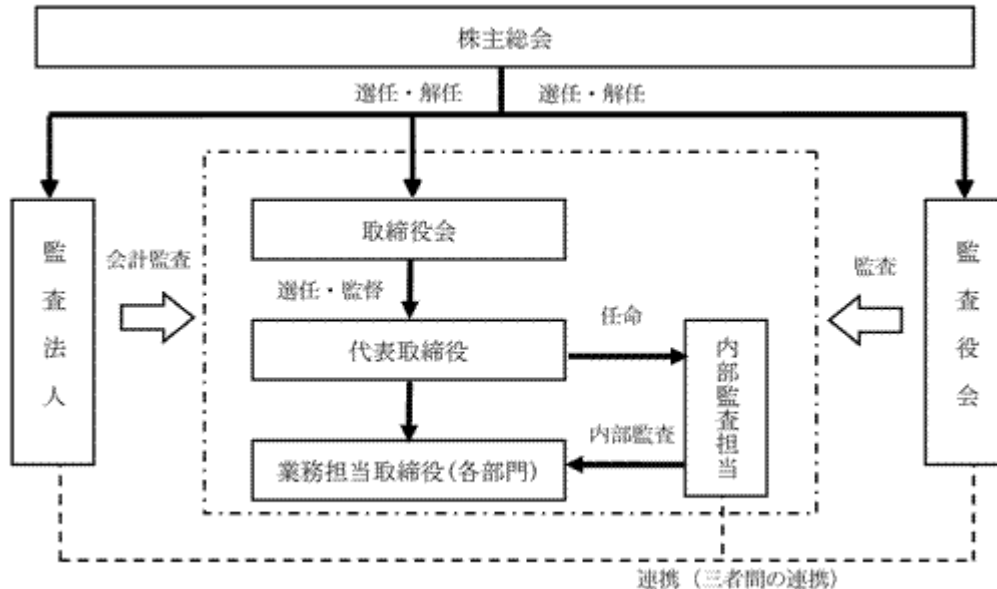 株主総会
選任・解任
選任・解任
取締役会
監査法人
会計監査
監査
監査役会
選任・監督
任命
代表取締役
内部監査担当
内部監査
業務担当取締役(各部門)
連携（三者間の連携）